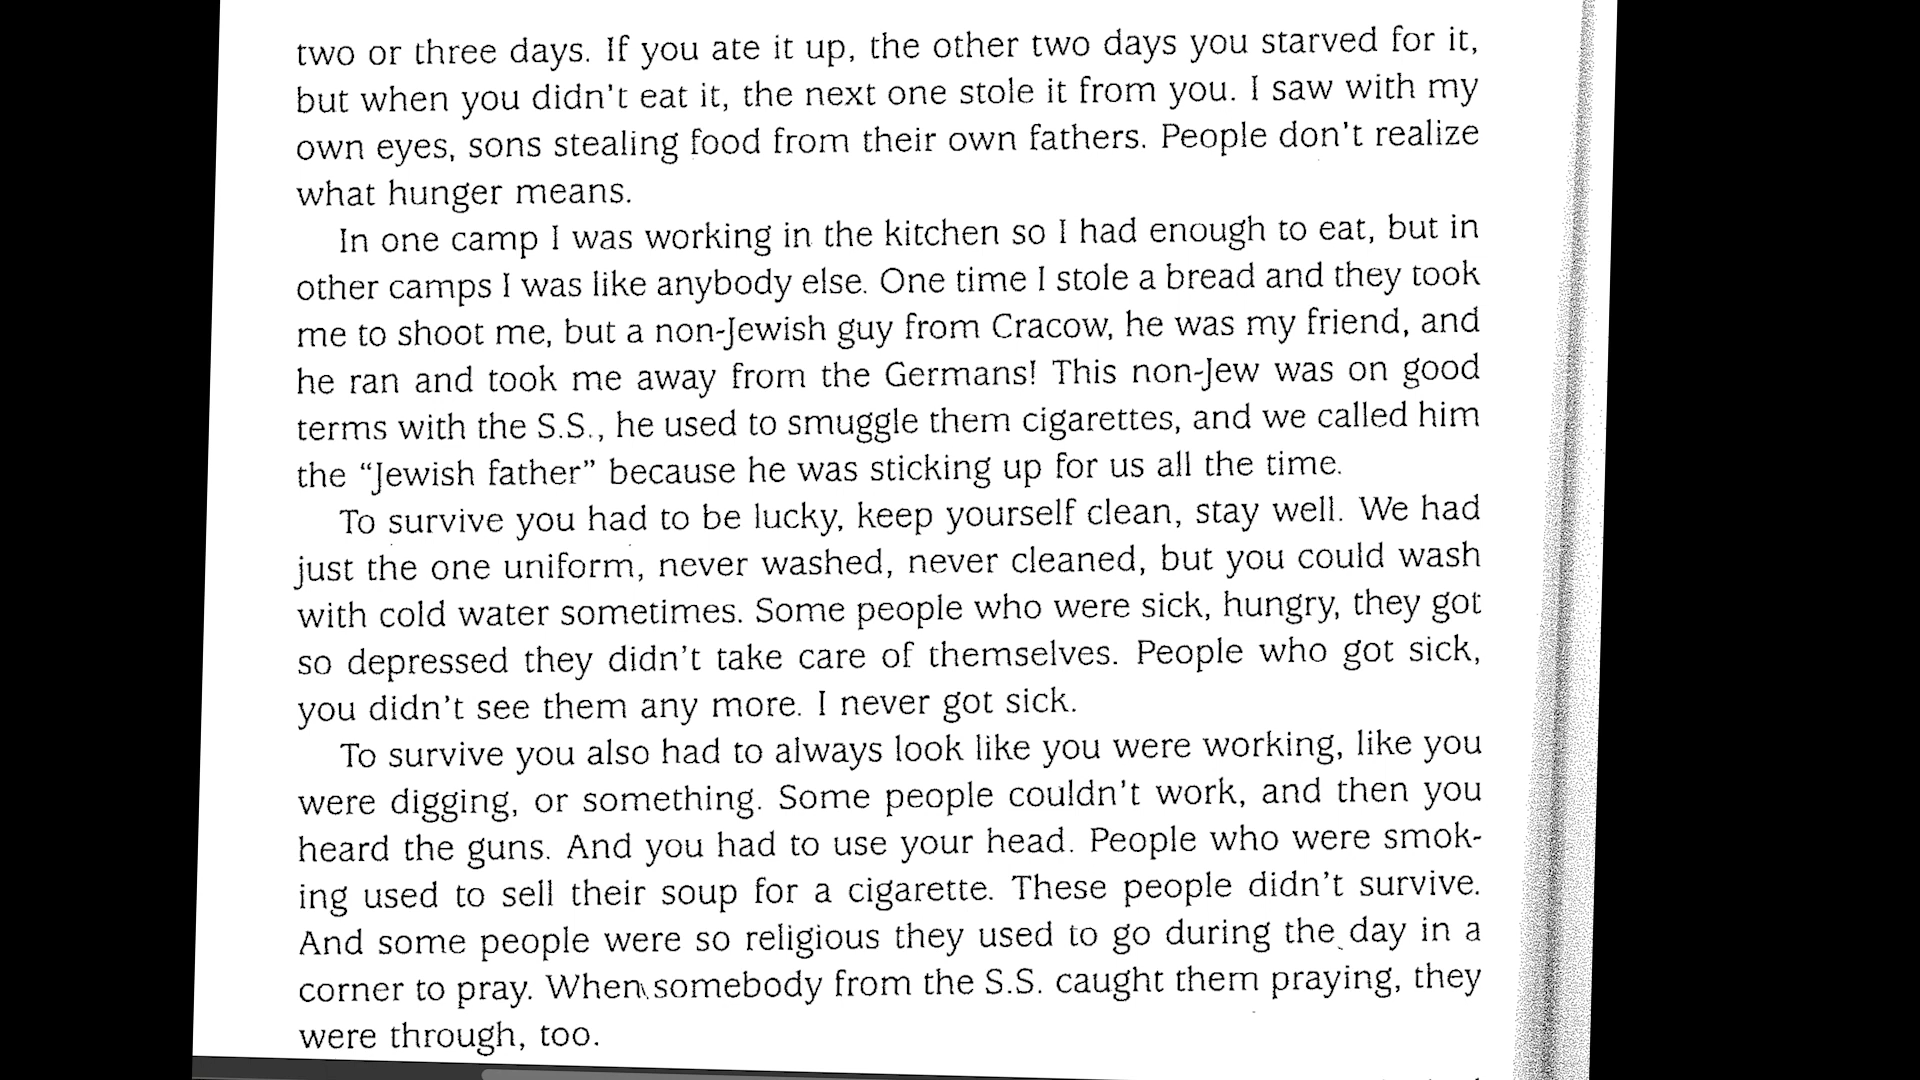 two or three days. If you ate it up, the other two days you starved for it,
but when you didn't eat it, the next one stole it from you. I saw with my
own eyes, sons stealing food from their own fathers. People don't realize
what hunger means.
In one camp I was working in the kitchen so I had enough to eat, but in
other camps I was like anybody else. One time I stole a bread and they took
me to shoot me, but a non-Jewish guy from Cracow, he was my friend, and
he ran and took me away from the Germans! This non-Jew was on good
terms with the S.S., he used to smuggle them cigarettes, and we called him
the “Jewish father” because he was sticking up for us all the time.
To survive you had to be lucky, keep yourself clean, stay well. We had
just the one uniform, never washed, never cleaned, but you could wash
with cold water sometimes. Some people who were sick, hungry, they got
so depressed they didn't take care of themselves. People who got sick,
you didn't see them any more. I never got sick.
To survive you also had to always look like you were working, like you
were digging, or something. Some people couldn't work, and then you
heard the guns. And you had to use your head. People who were smok-
ing used to sell their soup for a cigarette. These people didn't survive.
And some people were so religious they used to go during the day in a
corner to pray. When somebody from the S.S. caught them praying, they
were through, too.